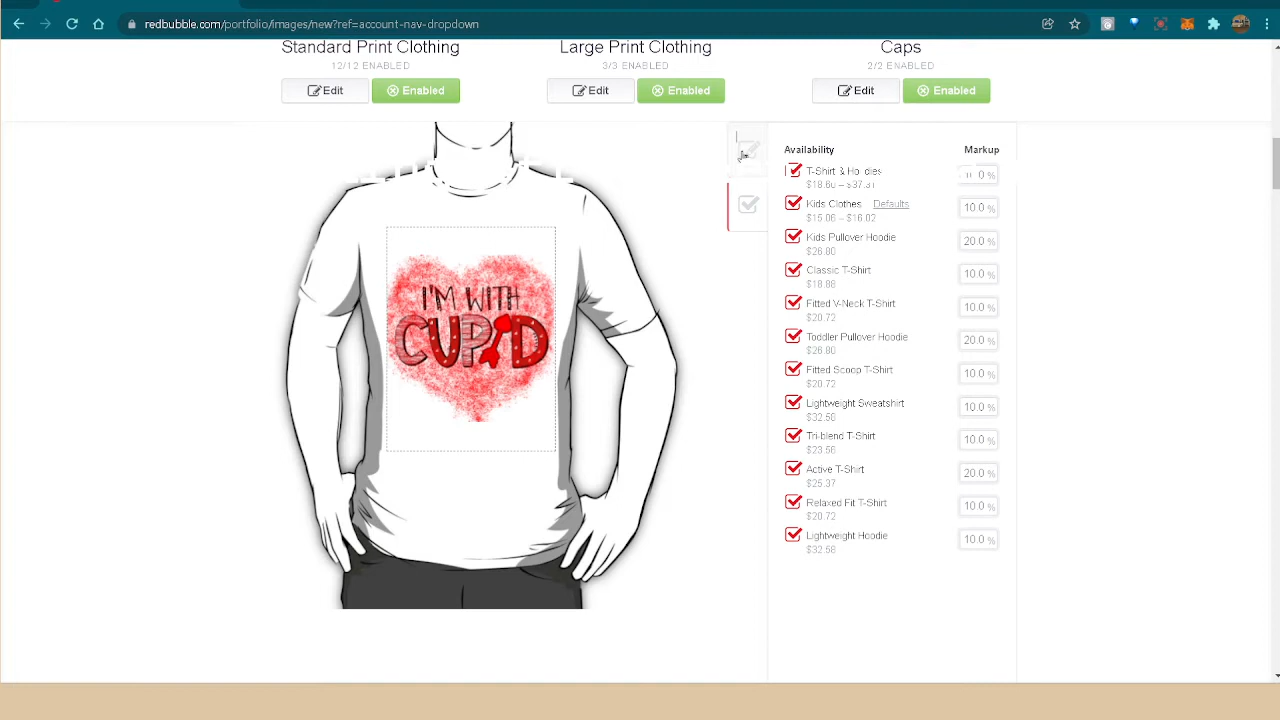 redbubble.com/portfolio/images/new?ref=account-nav-dropdown
Standard Print Clothing
12/12 ENABLED
Edit
Enabled
Large Print Clothing
3/3 ENABLED
Edit
Enabled
Caps
2/2 ENABLED
Edit
Enabled
I'M WITH
CUPID
Availability Markup
T-Shirt & Hoodies
Kids Clothes Defaults 10.0 %
$15.06 – $16.02
Kids Pullover Hoodie 20.0 %
$26.80
Classic T-Shirt 10.0 %
$18.88
Fitted V-Neck T-Shirt 10.0 %
$20.72
Toddler Pullover Hoodie 20.0 %
$26.80
Fitted Scoop T-Shirt 10.0 %
$20.72
Lightweight Sweatshirt 10.0 %
$32.58
Tri-blend T-Shirt 10.0 %
$23.56
Active T-Shirt 20.0 %
$25.37
Relaxed Fit T-Shirt 10.0 %
$20.72
Lightweight Hoodie 10.0 %
$32.58